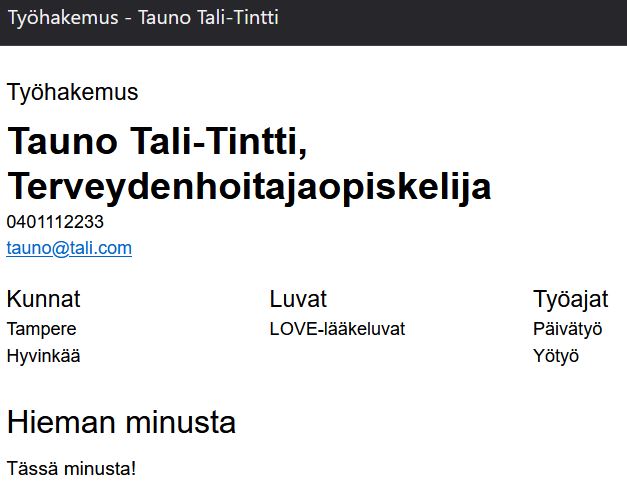 Työhakemus - Tauno Tali-Tintti
Työhakemus
Tauno Tali-Tintti,
Terveydenhoitajaopiskelija
0401112233
tauno@tali.com
Kunnat
Tampere
Hyvinkää
Luvat
LOVE-lääkeluvat
Työajat
Päivätyö
Yötyö
Hieman minusta
Tässä minusta!